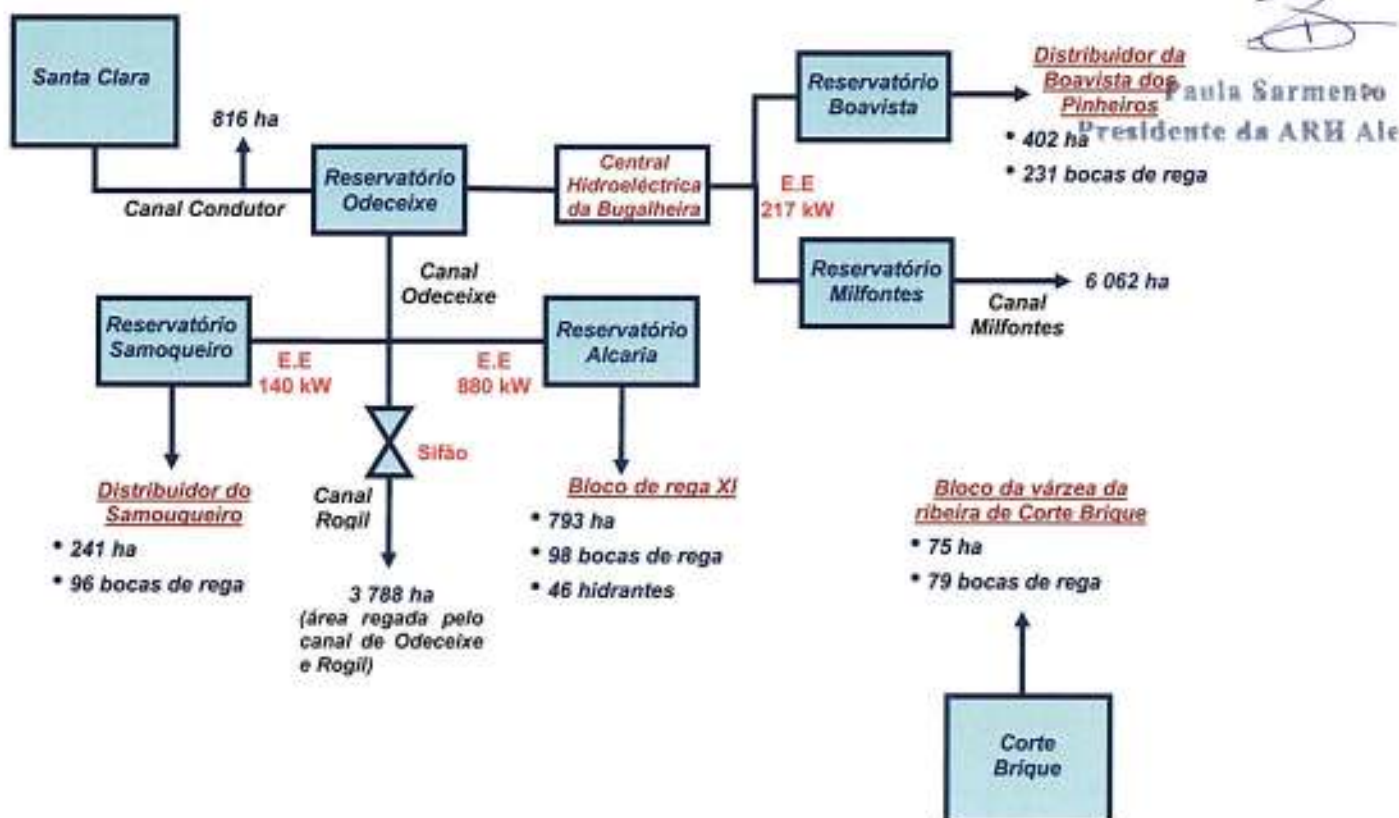 Santa Clara
816 ha
Canal Condutor
Reservatório
Odeceixe
Central
Hidroeléctrica
da Bugalheira
E.E
217 kW
Reservatório
Boavista
Distribuidor da
Boavista dos
Pinheiros
Paula Sarmento
Presidente da ARH Ale
• 402 ha
• 231 bocas de rega
Reservatório
Milfontes
Canal
Milfontes
6 062 ha
Canal
Odeceixe
Reservatório
Samoqueiro
E.E
140 kW
E.E
880 kW
Reservatório
Alcaria
Sifão
Canal
Rogil
Distribuidor do
Samouqueiro
• 241 ha
• 96 bocas de rega
3 788 ha
(área regada pelo
canal de Odeceixe
e Rogil)
Bloco de rega XI
• 793 ha
• 98 bocas de rega
• 46 hidrantes
Bloco da várzea da
ribeira de Corte Brique
• 75 ha
• 79 bocas de rega
Corte
Brique